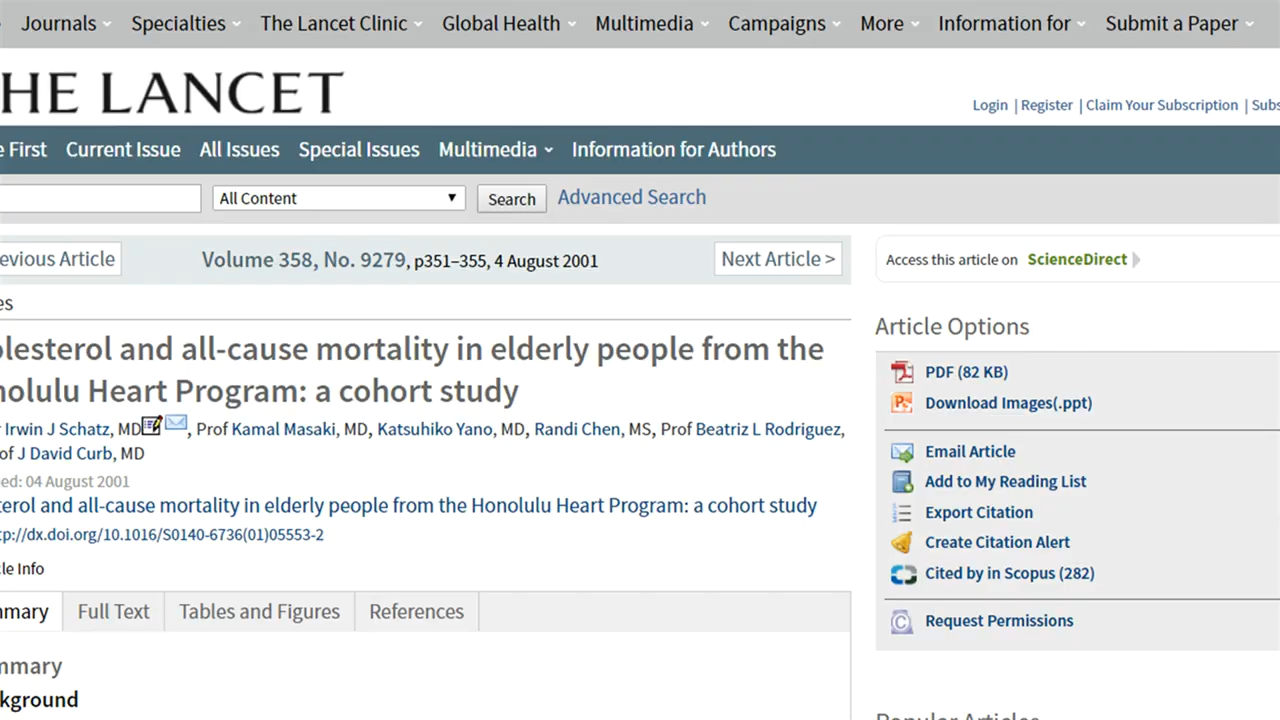 Journals Specialties The Lancet Clinic Global Health Multimedia Campaigns More Information for Submit a Paper
HE LANCET
Login | Register | Claim Your Subscription | Subs
e First Current Issue All Issues Special Issues Multimedia Information for Authors
All Content Search Advanced Search
evious Article Volume 358, No. 9279, p351–355, 4 August 2001 Next Article >
Access this article on ScienceDirect
es
Article Options
olesterol and all-cause mortality in elderly people from the
nolulu Heart Program: a cohort study
PDF (82 KB)
Download Images(.ppt)
r Irwin J Schatz, MD, Prof Kamal Masaki, MD, Katsuhiko Yano, MD, Randi Chen, MS, Prof Beatriz L Rodriguez,
of J David Curb, MD
Email Article
ed: 04 August 2001
Add to My Reading List
terol and all-cause mortality in elderly people from the Honolulu Heart Program: a cohort study
Export Citation
tp://dx.doi.org/10.1016/S0140-6736(01)05553-2
Create Citation Alert
le Info
Cited by in Scopus (282)
mmary Full Text Tables and Figures References
Request Permissions
mmary
kground
Popular Articles